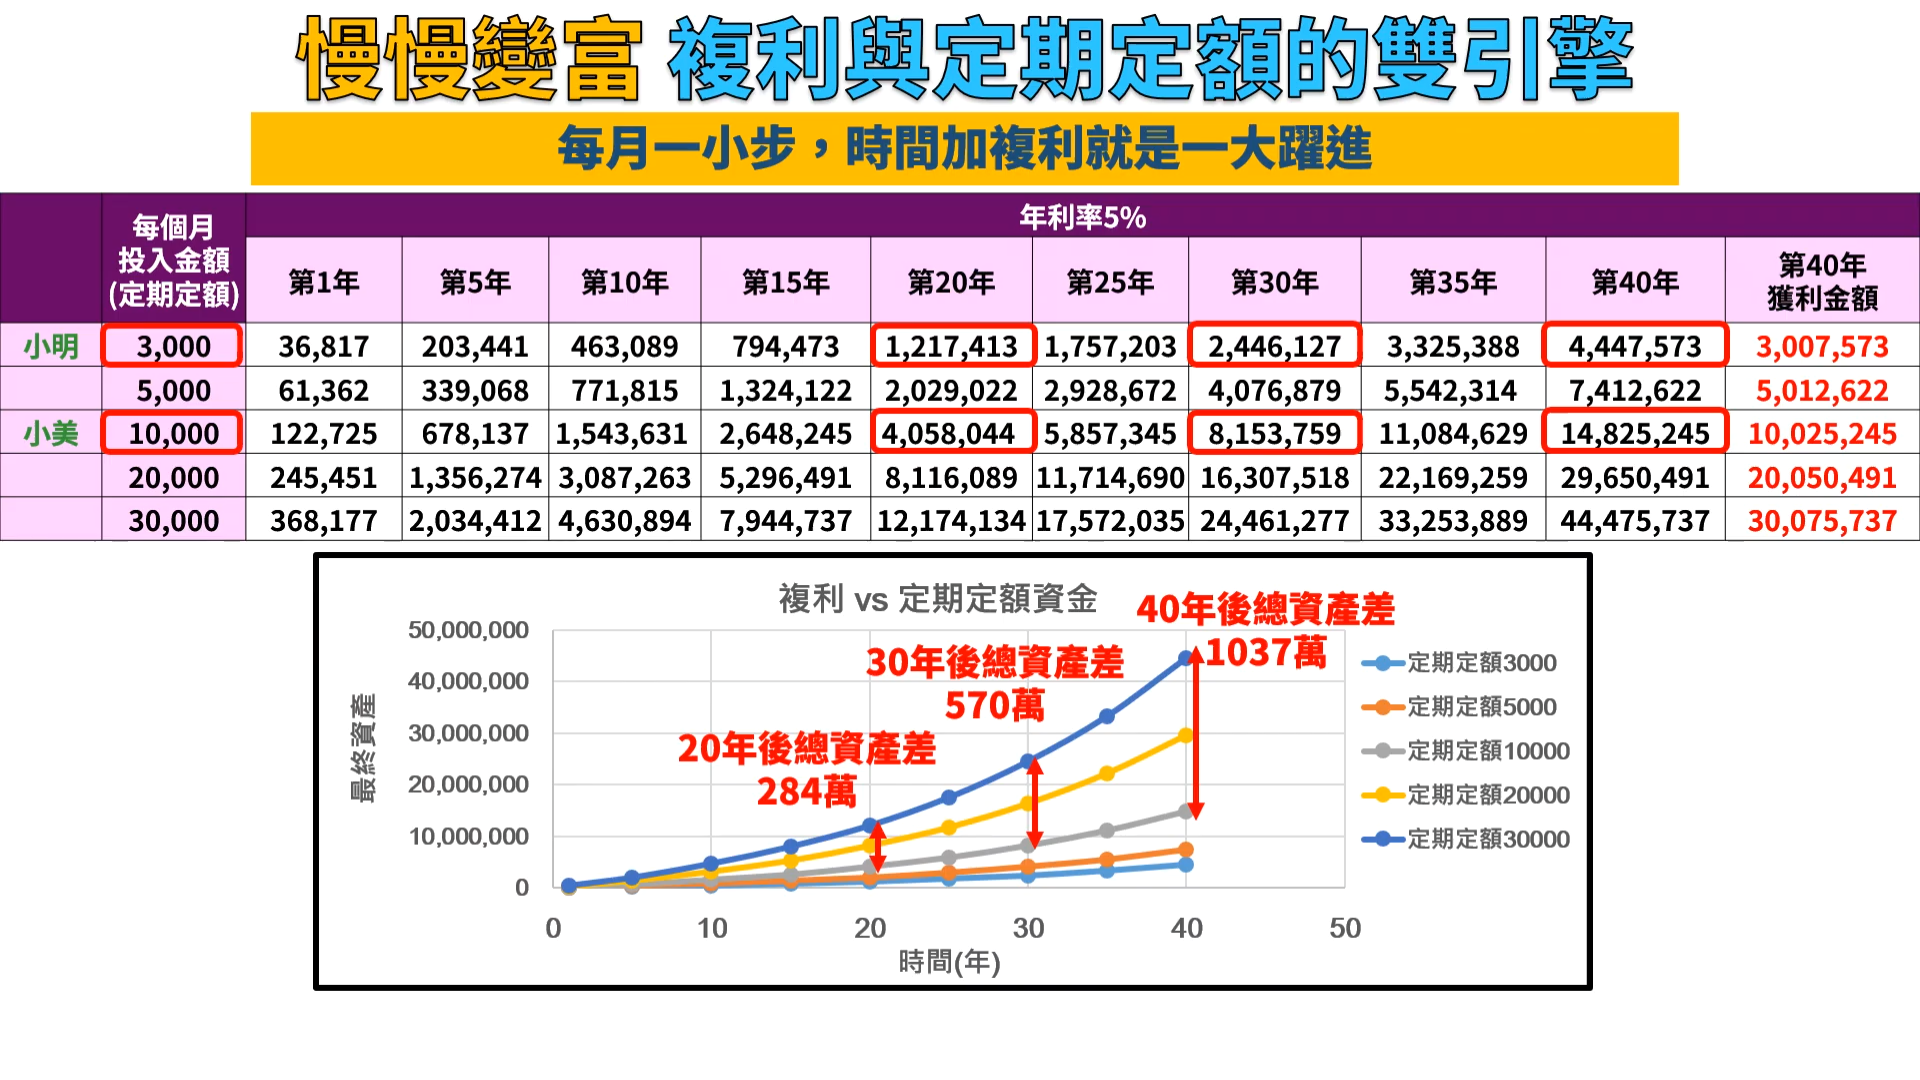 慢慢變富 複利與定期定額的雙引擎
每月一小步，時間加複利就是一大躍進
每個月
投入金額
(定期定額)
年利率5%
第1年 第5年 第10年 第15年 第20年 第25年 第30年 第35年 第40年 第40年
獲利金額
小明 3,000 36,817 203,441 463,089 794,473 1,217,413 1,757,203 2,446,127 3,325,388 4,447,573 3,007,573
5,000 61,362 339,068 771,815 1,324,122 2,029,022 2,928,672 4,076,879 5,542,314 7,412,622 5,012,622
小美 10,000 122,725 678,137 1,543,631 2,648,245 4,058,044 5,857,345 8,153,759 11,084,629 14,825,245 10,025,245
20,000 245,451 1,356,274 3,087,263 5,296,491 8,116,089 11,714,690 16,307,518 22,169,259 29,650,491 20,050,491
30,000 368,177 2,034,412 4,630,894 7,944,737 12,174,134 17,572,035 24,461,277 33,253,889 44,475,737 30,075,737
複利 vs 定期定額資金
40年後總資產差
1037萬
30年後總資產差
570萬
20年後總資產差
284萬
最終資產
50,000,000
40,000,000
30,000,000
20,000,000
10,000,000
0
0 10 20 30 40 50
時間(年)
定期定額3000
定期定額5000
定期定額10000
定期定額20000
定期定額30000